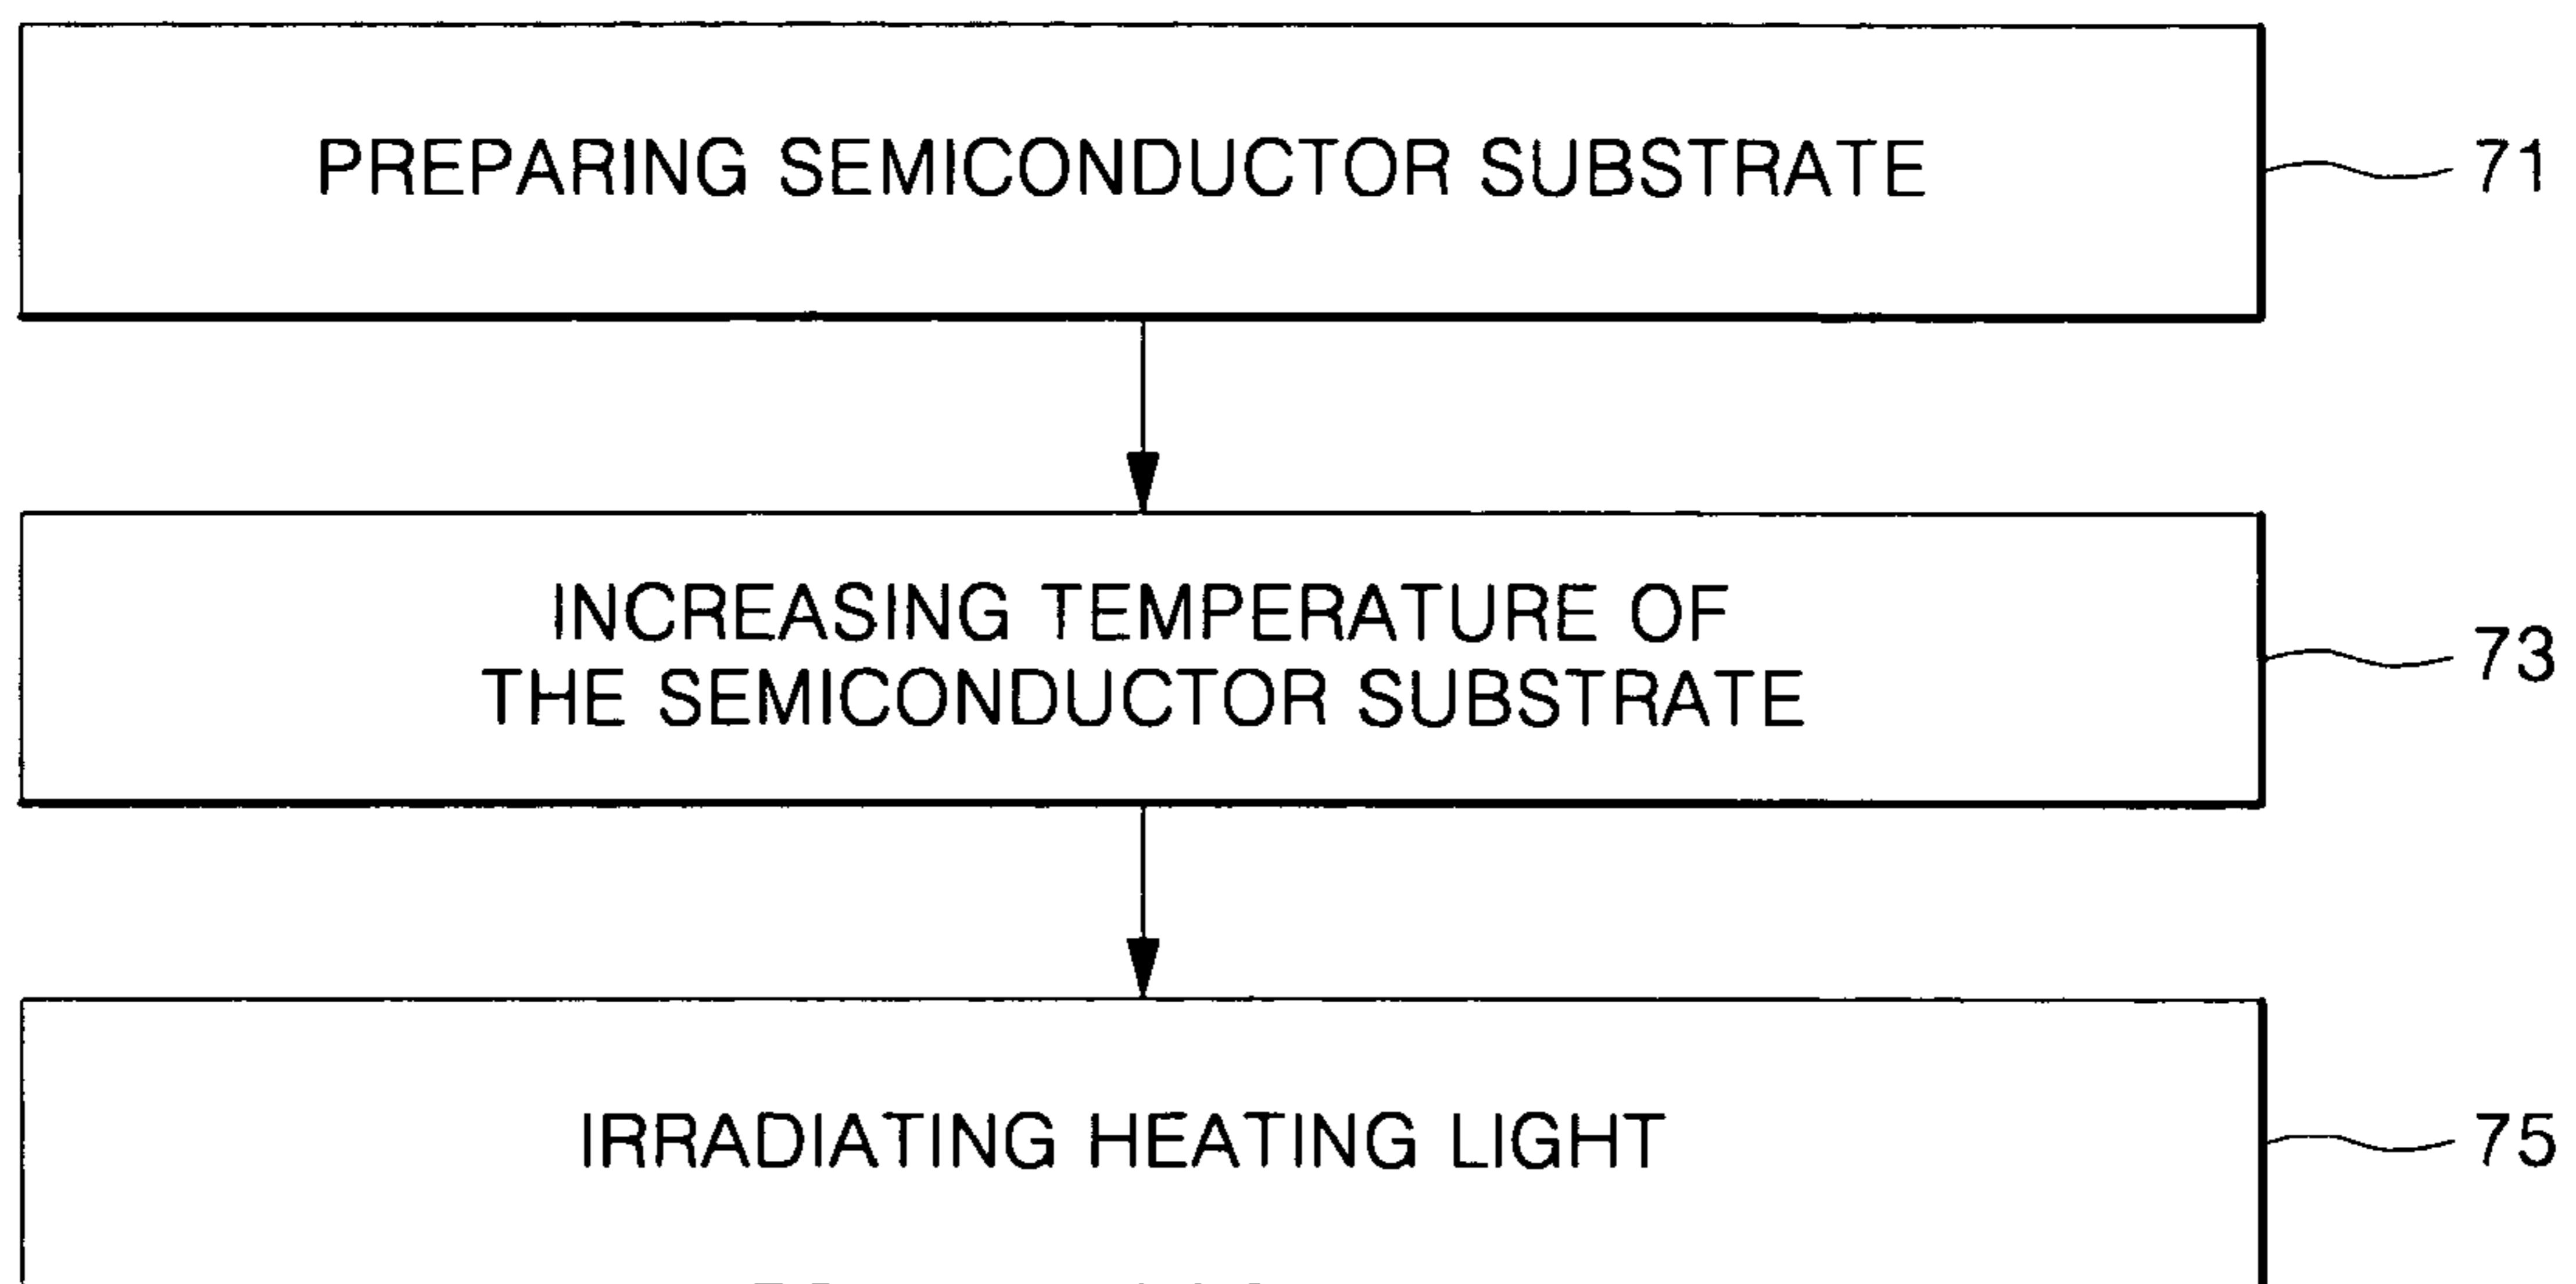 PREPARING SEMICONDUCTOR SUBSTRATE
71
INCREASING TEMPERATURE OF
THE SEMICONDUCTOR SUBSTRATE
73
IRRADIATING HEATING LIGHT
75